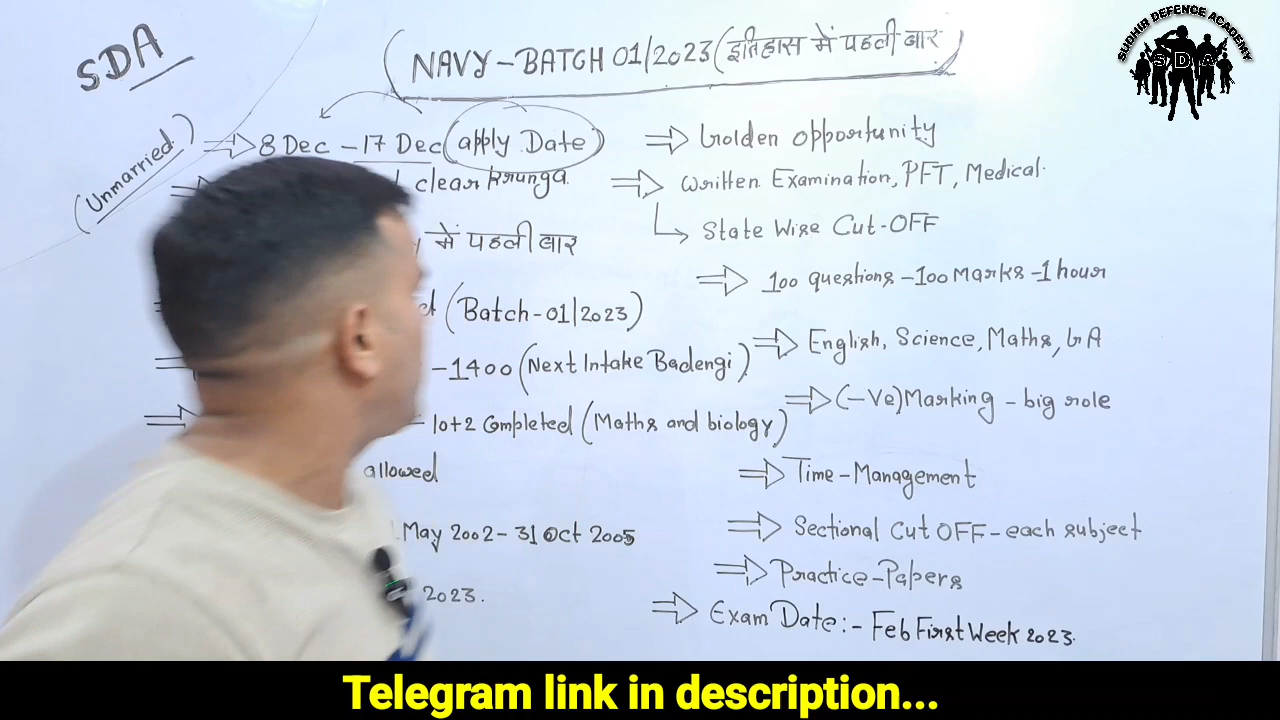 SDA
NAVY-BATCH 01/2023 (इतिहास में पहली बार
SUDHIR DEFENCE ACADEMY
SDA
(Unmarried)
⇒ 8 Dec - 17 Dec (apply Date)
clear krunga
में पहली बार
(Batch-01/2023)
-1400 (Next Intake Badengi)
- 10+2 Completed (Maths and biology)
allowed
May 2002 - 31 Oct 2005
2023.
⇒ Golden opportunity
⇒ Written Examination, PFT, Medical.
↳ State Wise Cut-OFF
⇒ 100 questions - 100 Marks - 1 hour
⇒ English, Science, Maths, GA
⇒ (-ve) Marking - big role
⇒ Time-Management
⇒ Sectional Cut OFF - each subject
⇒ Practice-Papers
⇒ Exam Date:- Feb First Week 2023.
Telegram link in description...